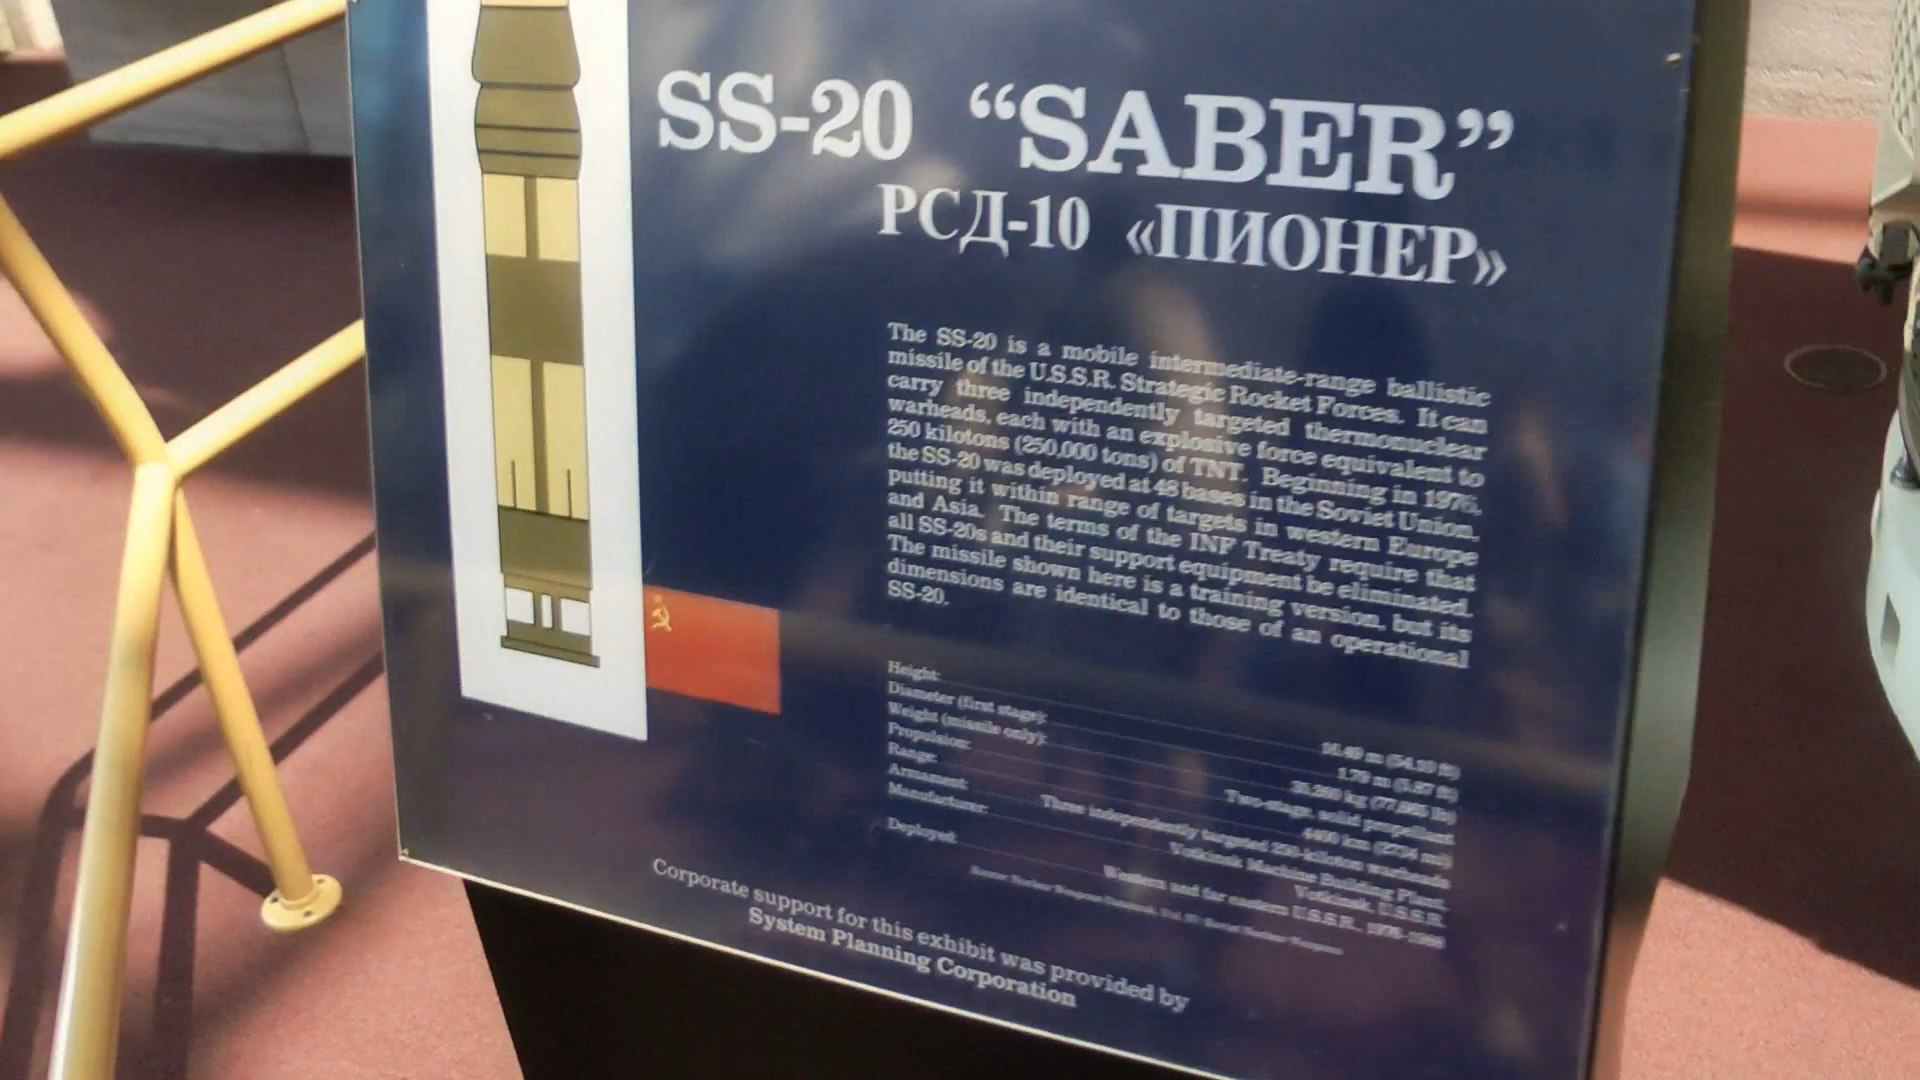 SS-20 “SABER”
РСД-10 «ПИОНЕР»
The SS-20 is a mobile intermediate-range ballistic
missile of the U.S.S.R. Strategic Rocket Forces. It can
carry three independently targeted thermonuclear
warheads, each with an explosive force equivalent to
250 kilotons (250,000 tons) of TNT. Beginning in 1976,
the SS-20 was deployed at 48 bases in the Soviet Union,
putting it within range of targets in western Europe
and Asia. The terms of the INF Treaty require that
all SS-20s and their support equipment be eliminated.
The missile shown here is a training version, but its
dimensions are identical to those of an operational
SS-20.
Height: 16.49 m (54.10 ft)
Diameter (first stage): 1.79 m (5.87 ft)
Weight (missile only): kg lb)
Propulsion: Two-stage, solid propellant
Range: 4400 km (2704 mi)
Armament: Three independently targeted 250-kiloton warheads
Manufacturer: Votkinsk Machine Building Plant,
Votkinsk, U.S.S.R.
Deployed: Western and far eastern U.S.S.R., 1976-1988
Corporate support for this exhibit was provided by
System Planning Corporation